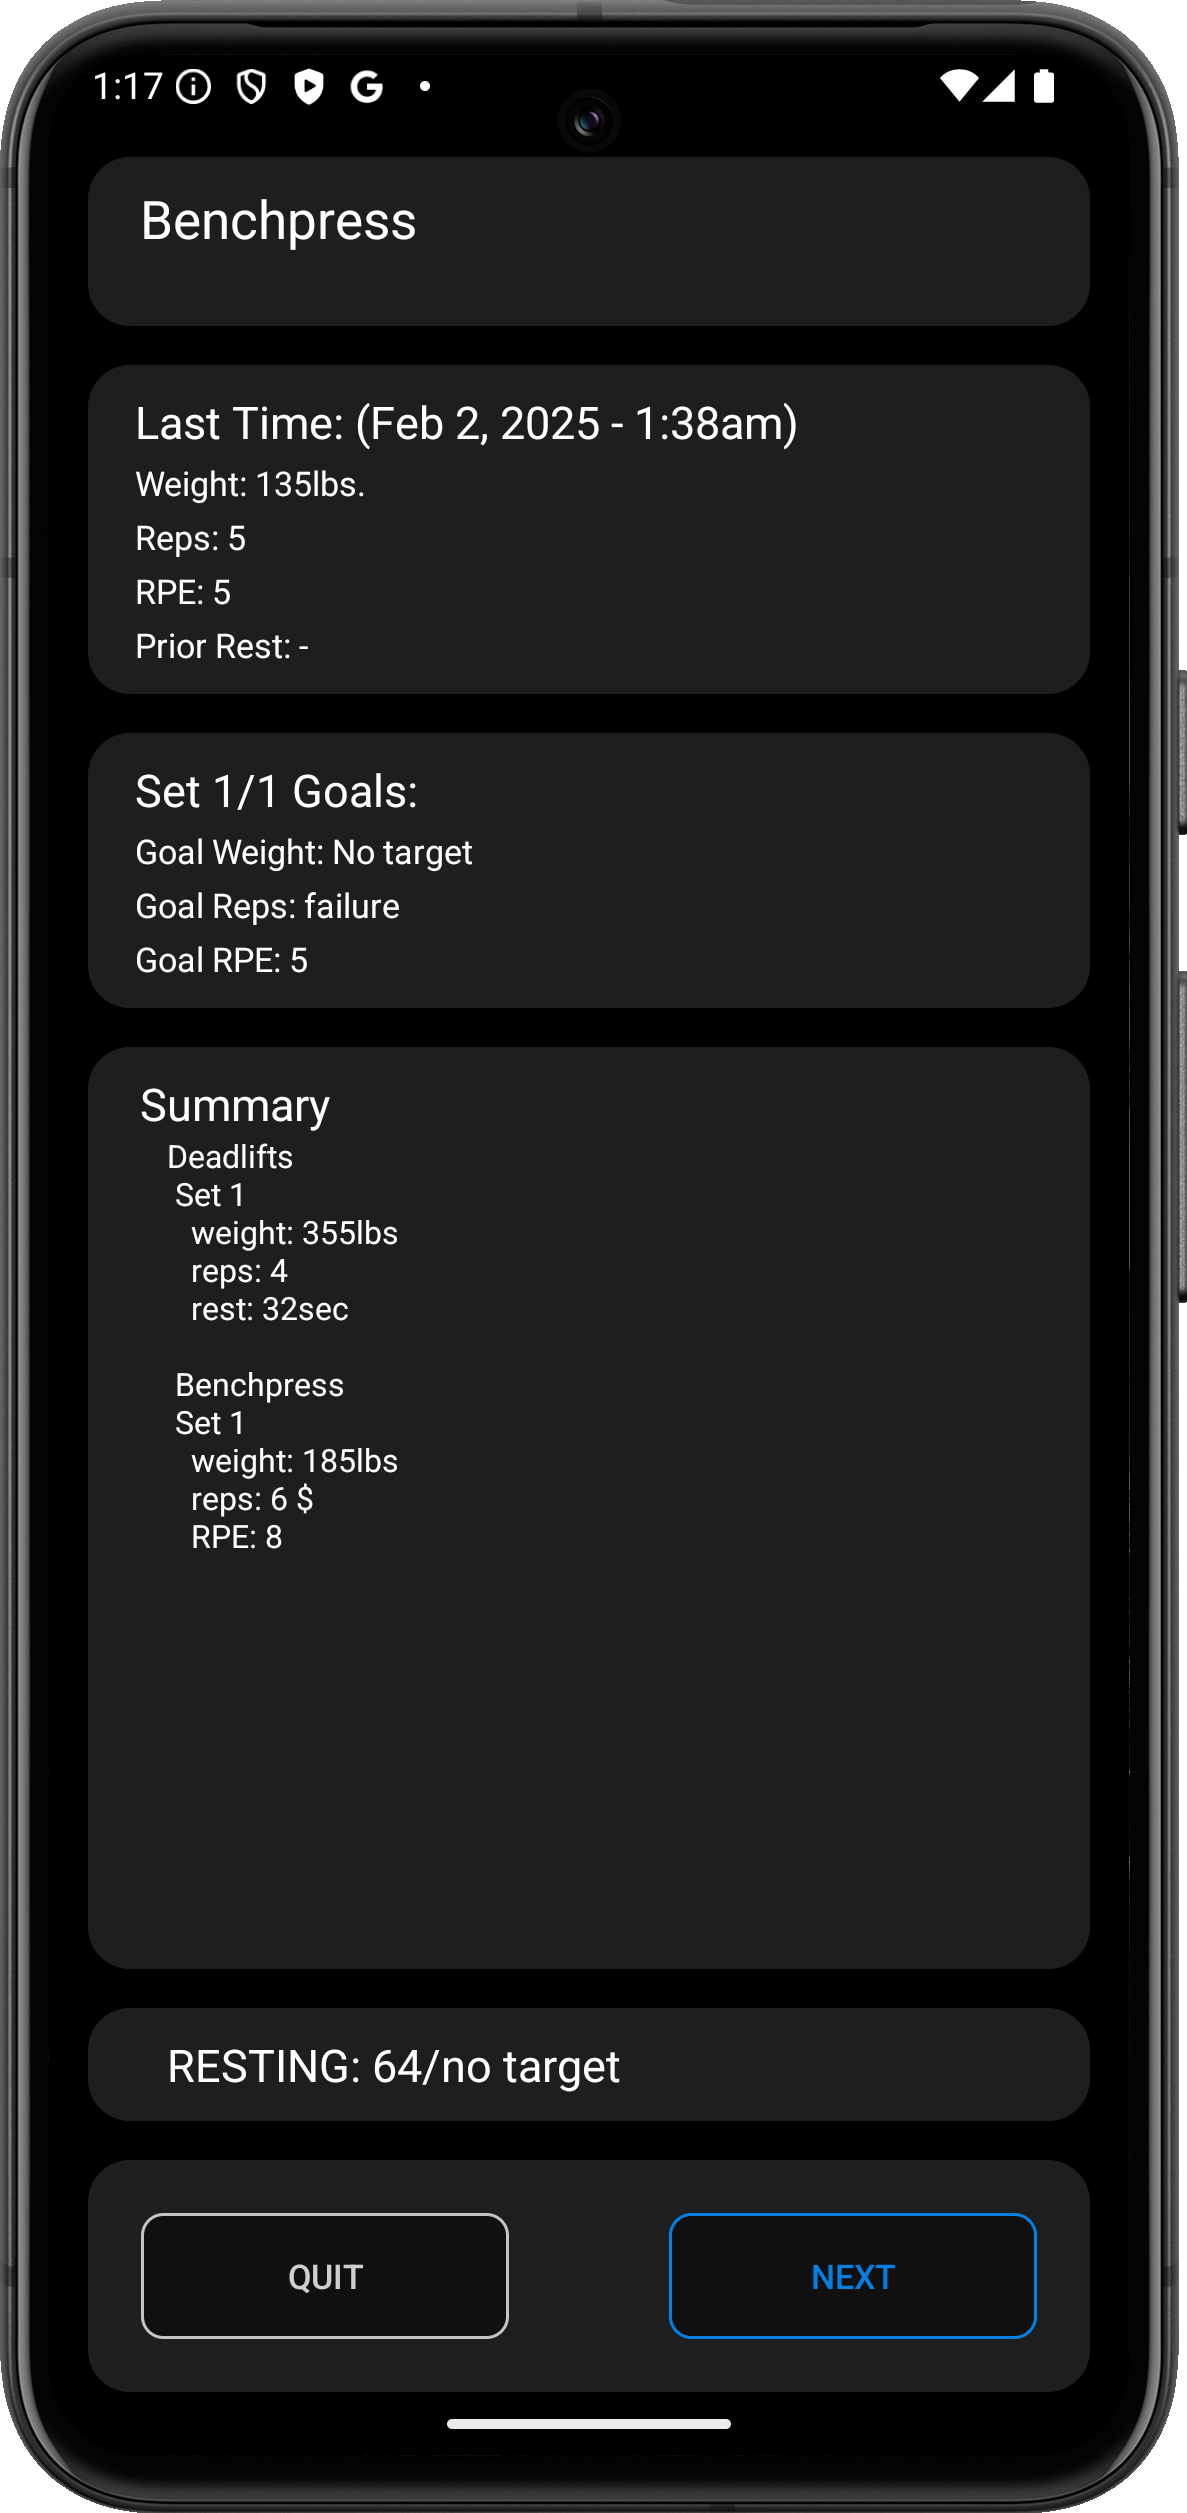 1:17
Benchpress
Last Time: (Feb 2, 2025 - 1:38am)
Weight: 135lbs.
Reps: 5
RPE: 5
Prior Rest: -
Set 1/1 Goals:
Goal Weight: No target
Goal Reps: failure
Goal RPE: 5
Summary
Deadlifts
Set 1
weight: 355lbs
reps: 4
rest: 32sec
Benchpress
Set 1
weight: 185lbs
reps: 6 $
RPE: 8
RESTING: 64/no target
QUIT
NEXT